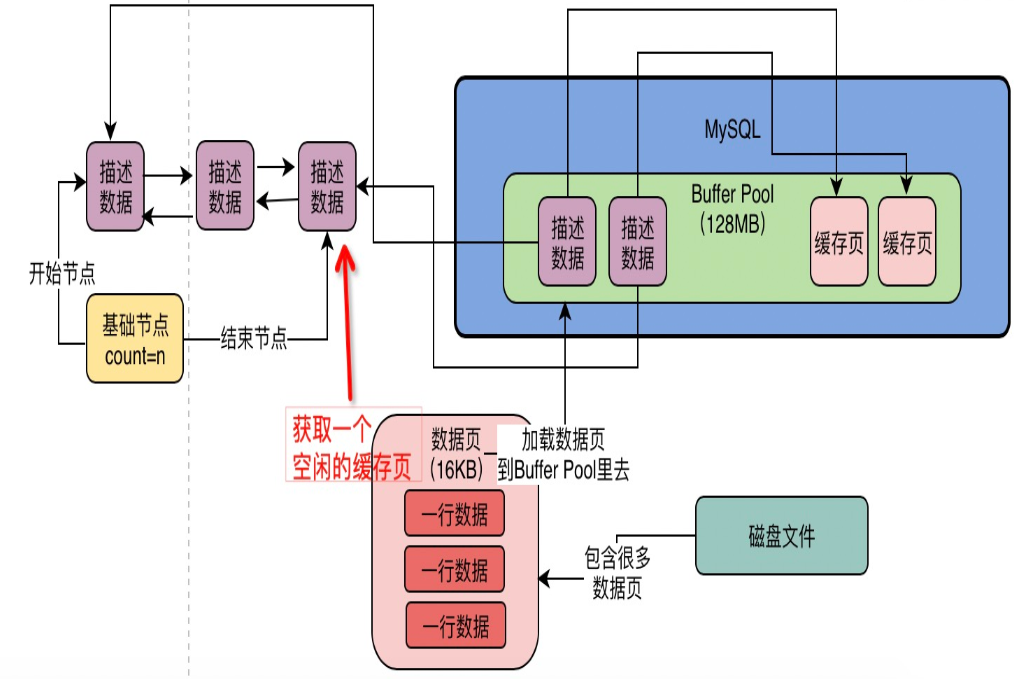 MySQL
Buffer Pool
(128MB)
描述
数据
描述
数据
描述
数据
描述
数据
描述
数据
缓存页
缓存页
开始节点
基础节点
count=n
结束节点
获取一个
空闲的缓存页
数据页
(16KB)
加载数据页
到Buffer Pool里去
一行数据
一行数据
一行数据
包含很多
数据页
磁盘文件